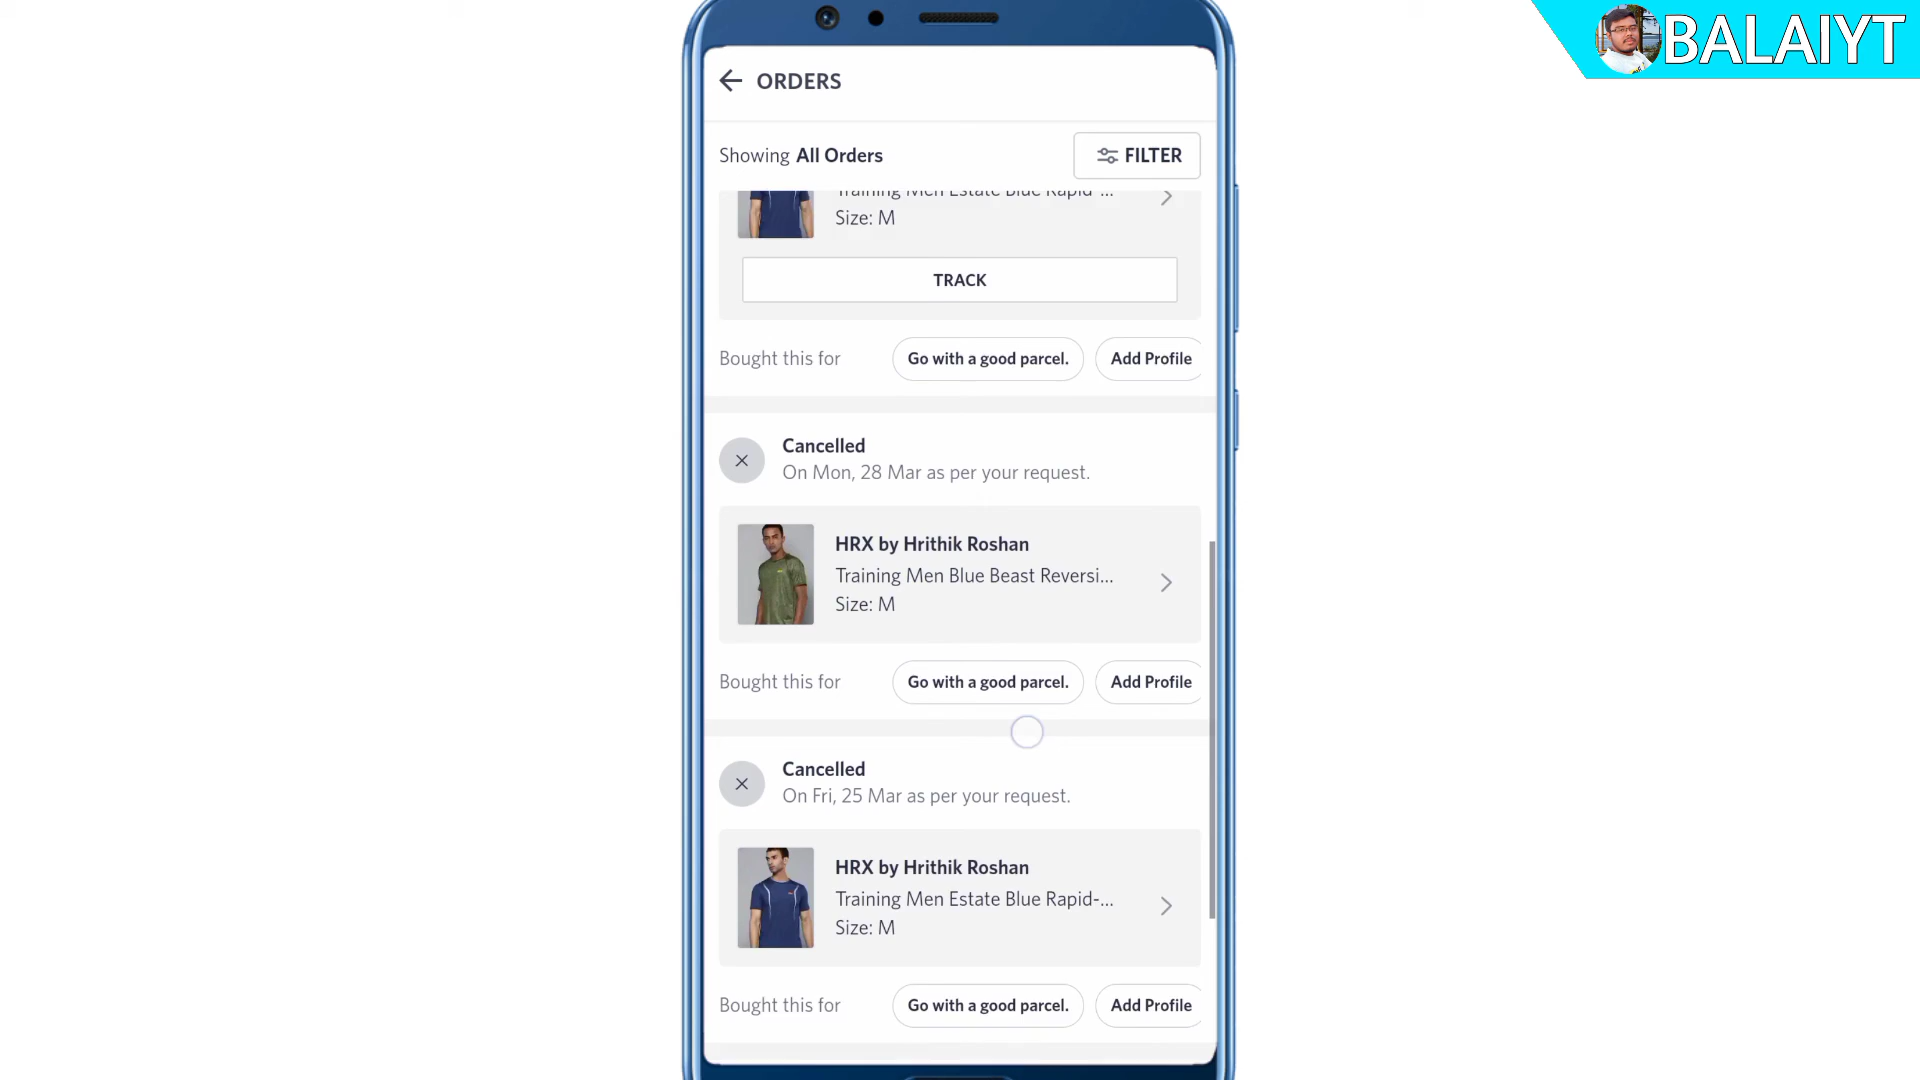 BALAIYT
ORDERS
Showing All Orders
FILTER
Training Men Estate Blue Rapid-...
Size: M
TRACK
Bought this for
Go with a good parcel.
Add Profile
Cancelled
On Mon, 28 Mar as per your request.
HRX by Hrithik Roshan
Training Men Blue Beast Reversi...
Size: M
Bought this for
Go with a good parcel.
Add Profile
Cancelled
On Fri, 25 Mar as per your request.
HRX by Hrithik Roshan
Training Men Estate Blue Rapid-...
Size: M
Bought this for
Go with a good parcel.
Add Profile